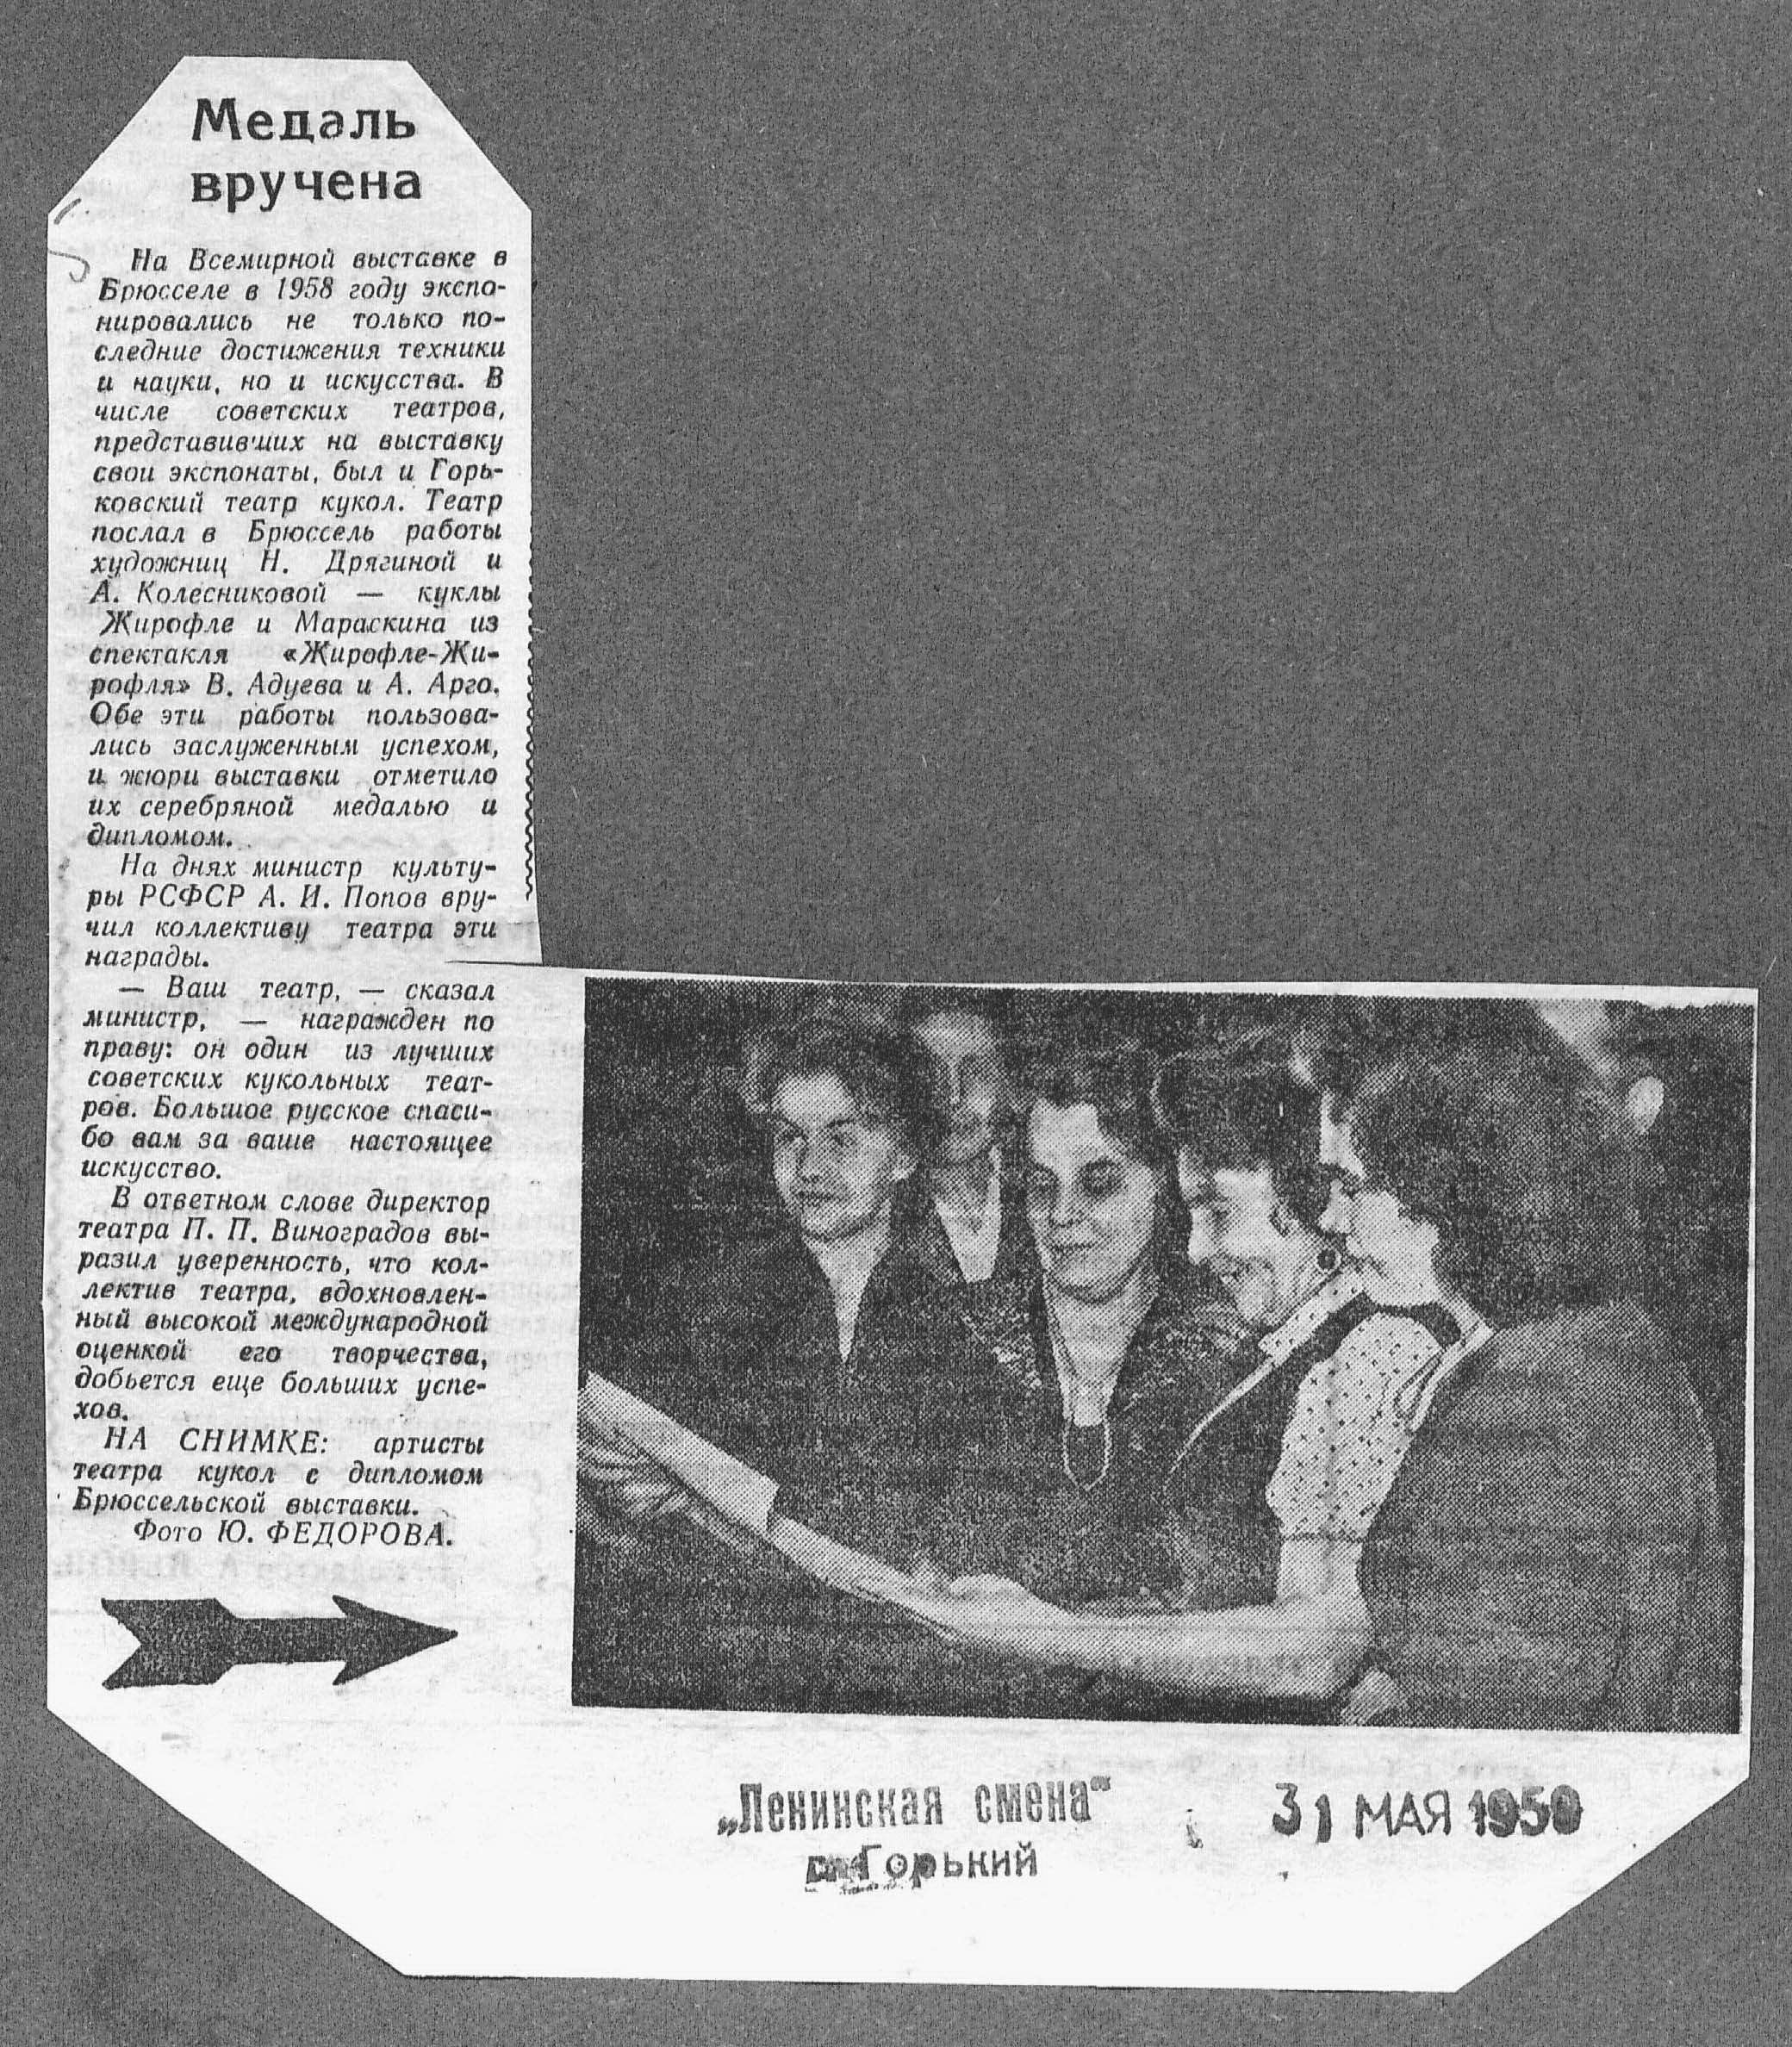 Медаль
вручена
На Всемирной выставке в
Брюсселе в 1958 году экспо-
нировались не только по-
следние достижения техники
и науки, но и искусства. В
числе советских театров,
представивших на выставку
свои экспонаты, был и Горь-
ковский театр кукол. Театр
послал в Брюссель работы
художниц Н. Дрягиной и
А. Колесниковой — куклы
Жирофле и Мараскина из
спектакля «Жирофле-Жи-
рофля» В. Адуева и А. Арго.
Обе эти работы пользова-
лись заслуженным успехом,
и жюри выставки отметило
их серебряной медалью и
дипломом.
На днях министр культу-
ры РСФСР А. И. Попов вру-
чил коллективу театра эти
награды.
— Ваш театр, — сказал
министр, — награжден по
праву: он один из лучших
советских кукольных теат-
ров. Большое русское спаси-
бо вам за ваше настоящее
искусство.
В ответном слове директор
театра П. П. Виноградов вы-
разил уверенность, что кол-
лектив театра, вдохновлен-
ный высокой международной
оценкой его творчества,
добьется еще больших успе-
хов.
НА СНИМКЕ: артисты
театра кукол с дипломом
Брюссельской выставки.
Фото Ю. ФЕДОРОВА.
„Ленинская смена“
Горький
31 МАЯ